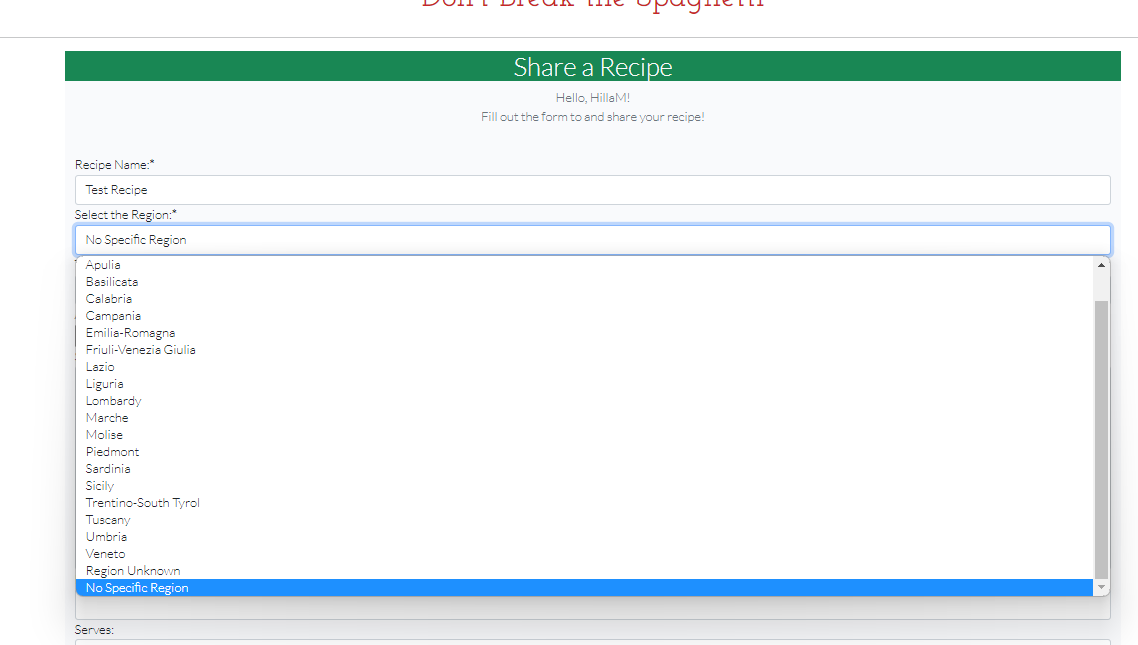 Don't Break the Spaghetti
Share a Recipe
Hello, HillaM!
Fill out the form to and share your recipe!
Recipe Name:*
Test Recipe
Select the Region:*
No Specific Region
Apulia
Basilicata
Calabria
Campania
Emilia-Romagna
Friuli-Venezia Giulia
Lazio
Liguria
Lombardy
Marche
Molise
Piedmont
Sardinia
Sicily
Trentino-South Tyrol
Tuscany
Umbria
Veneto
Region Unknown
No Specific Region
Serves: